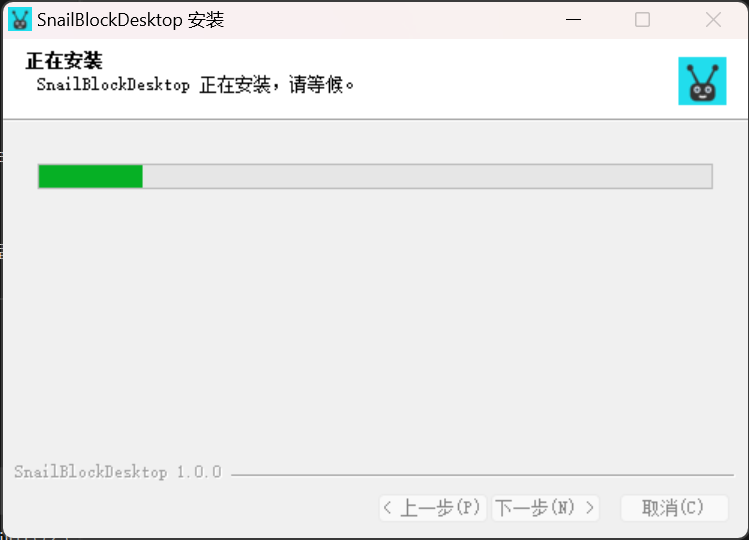 SnailBlockDesktop 安装
正在安装
SnailBlockDesktop 正在安装，请等候。
SnailBlockDesktop 1.0.0
< 上一步(P) 下一步(N) > 取消(C)